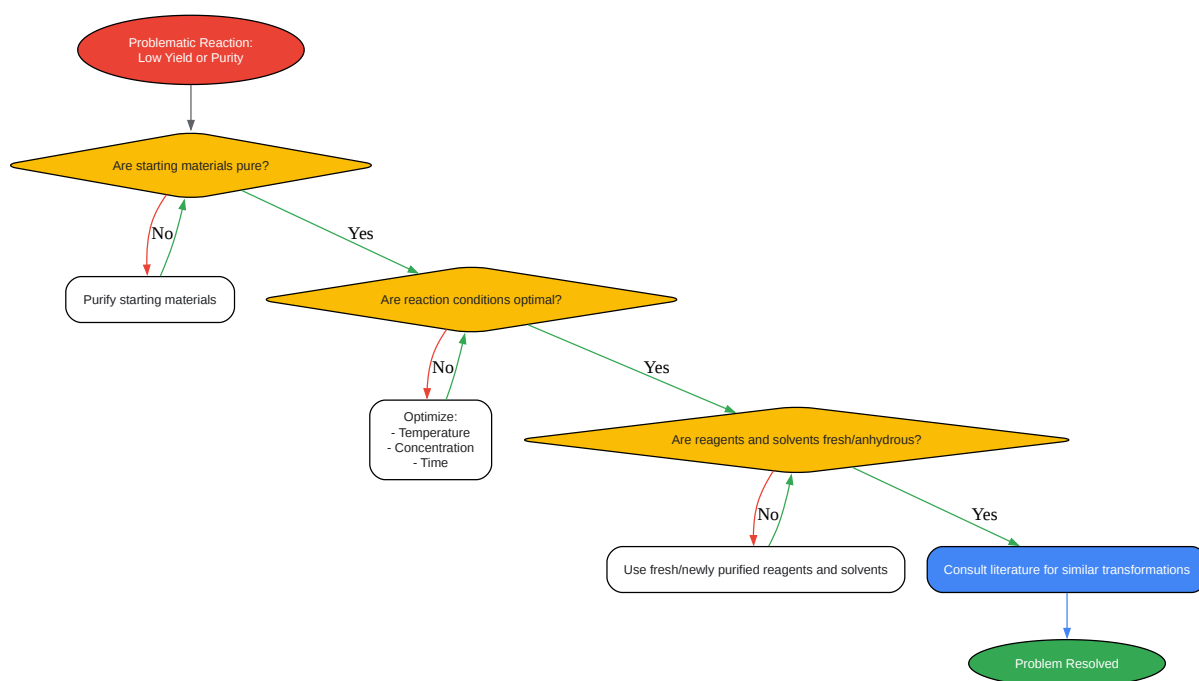 Problematic Reaction:
Low Yield or Purity
Are starting materials pure?
No
Yes
Purify starting materials
Are reaction conditions optimal?
No
Yes
Optimize:
- Temperature
- Concentration
- Time
Are reagents and solvents fresh/anhydrous?
No
Yes
Use fresh/newly purified reagents and solvents
Consult literature for similar transformations
Problem Resolved